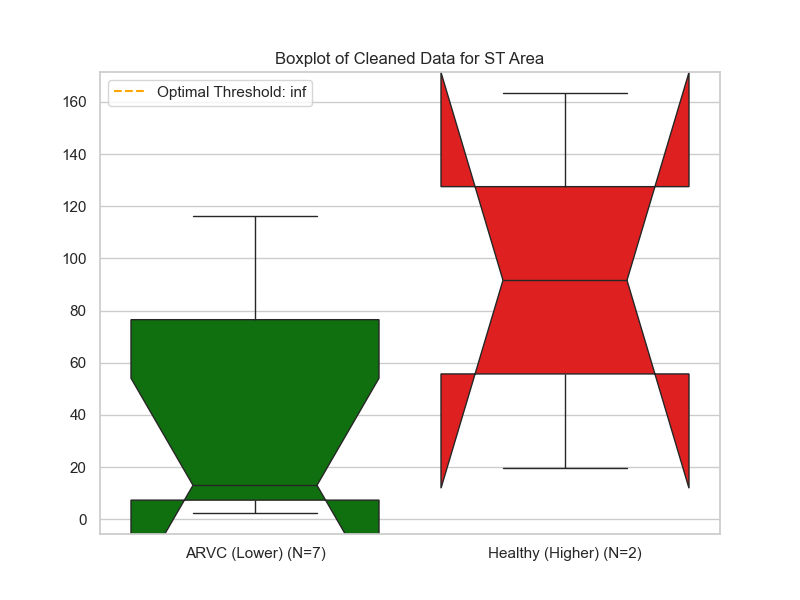 Boxplot of Cleaned Data for ST Area
Optimal Threshold: inf
160
140
120
100
80
60
40
20
0
ARVC (Lower) (N=7)
Healthy (Higher) (N=2)